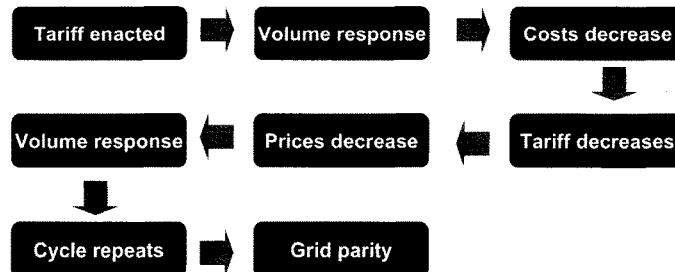 Tariff enacted
Volume response
Costs decrease
Tariff decreases
Prices decrease
Volume response
Cycle repeats
Grid parity